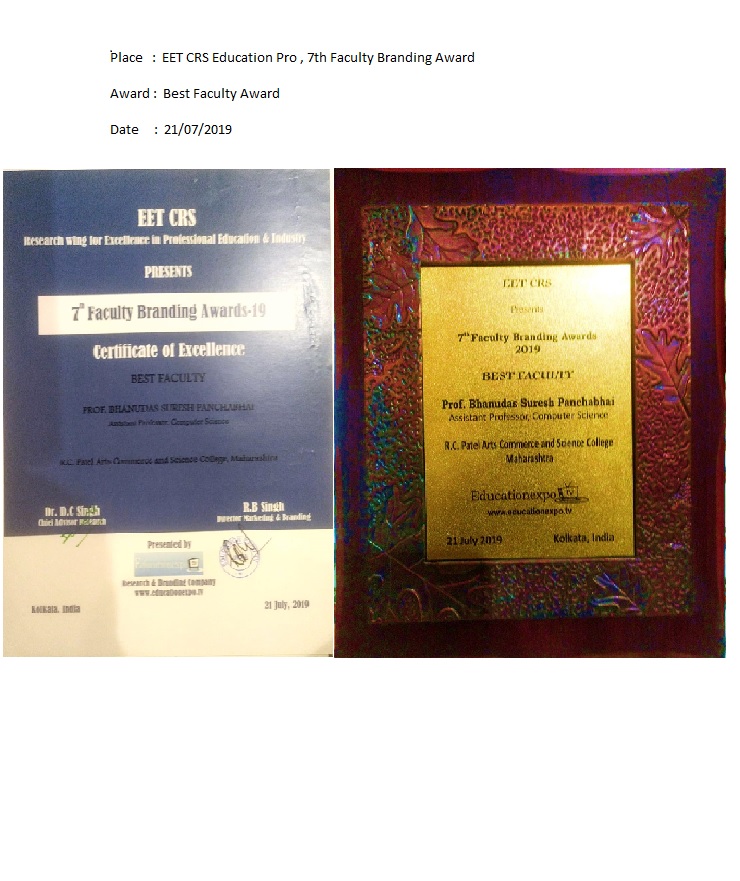 Place : EET CRS Education Pro , 7th Faculty Branding Award
Award : Best Faculty Award
Date : 21/07/2019
EET CRS
Research wing for Excellence in Professional Education & Industry
PRESENTS
7th Faculty Branding Awards-19
Certificate of Excellence
BEST FACULTY
PROF. BHANUDAS SURESH PANCHABHAI
Assistant Professor, Computer Science
R.C. Patel Arts Commerce and Science College, Maharashtra
Dr. D.C Singh
Chief Advisor Research
R.B Singh
Director Marketing & Branding
Presented by
Educationexpo
Research & Branding Company
www.educationexpo.tv
Kolkata, India
21 July, 2019
EET CRS
Presents
7th Faculty Branding Awards
2019
BEST FACULTY
Prof. Bhanudas Suresh Panchabhai
Assistant Professor, Computer Science
R.C. Patel Arts Commerce and Science College
Maharashtra
Educationexpo TV
www.educationexpo.tv
21 July 2019 Kolkata, India